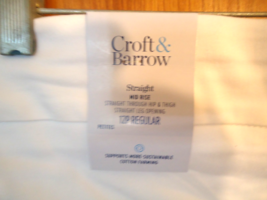 Croft&
Barrow
Straight
MID RISE
STRAIGHT THROUGH HIP & THIGH
STRAIGHT LEG OPENING
12P REGULAR
SUPPORTS MORE SUSTAINABLE
COTTON FARMING